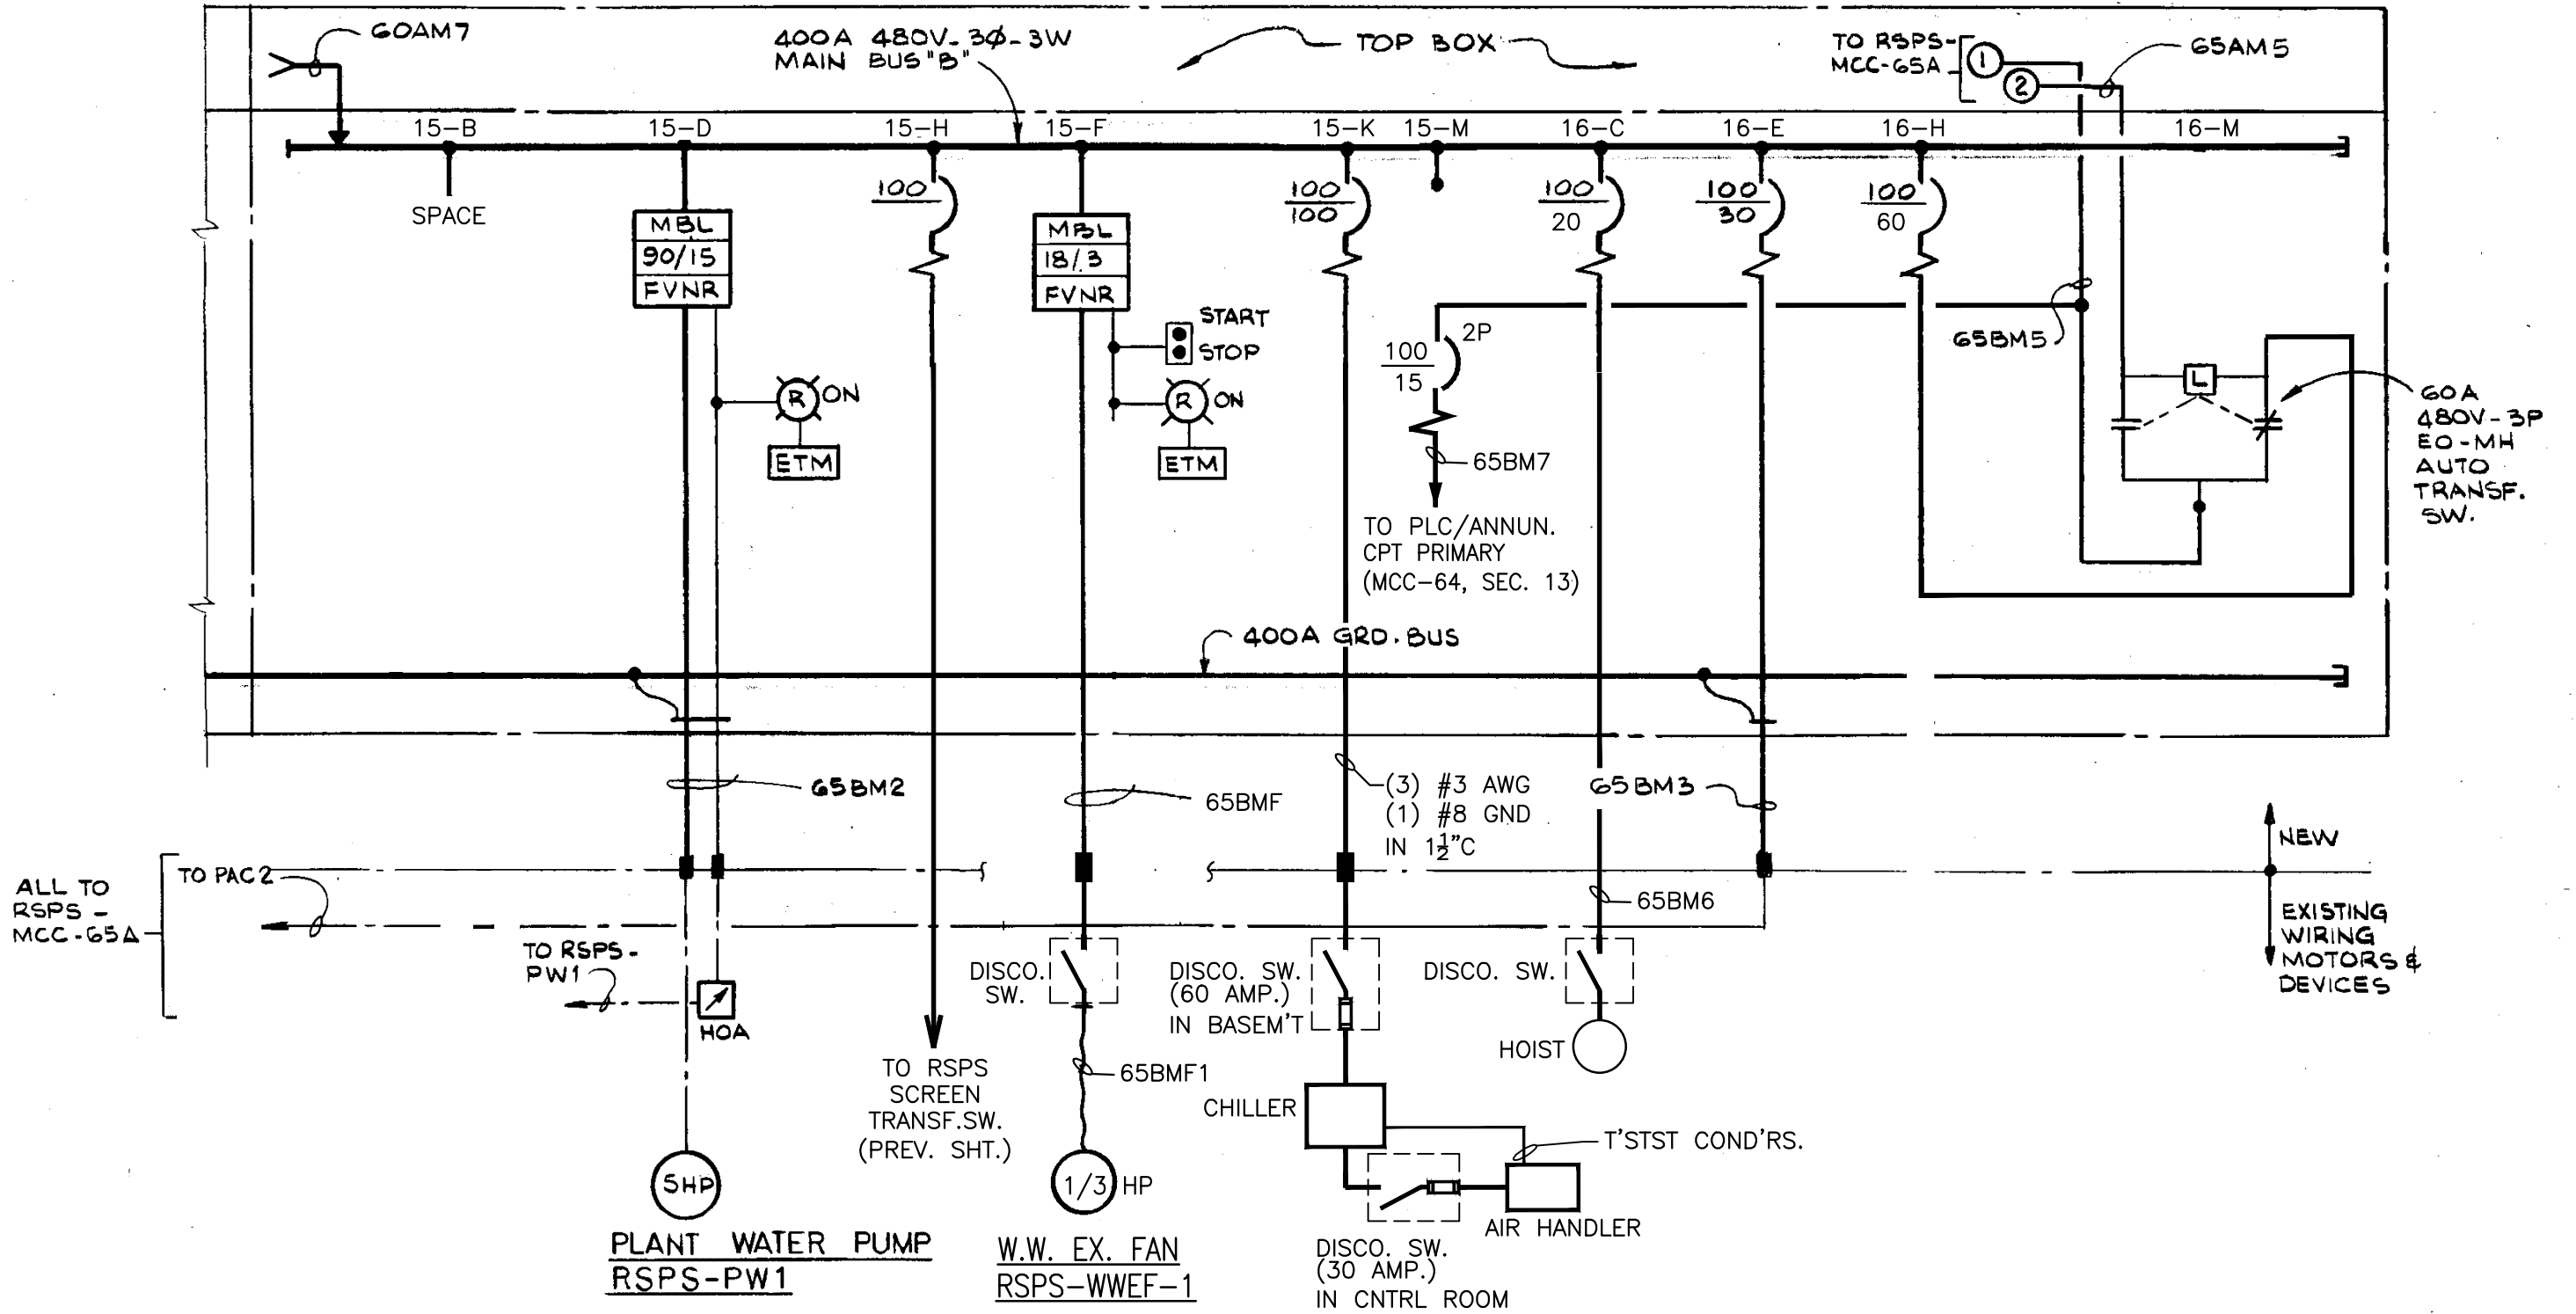 60AM7
400A 480V-3Ø-3W
MAIN BUS "B"
TOP BOX
TO RSPS-
MCC-65A
1
2
65AM5
15-B
15-D
15-H
15-F
15-K
15-M
16-C
16-E
16-H
16-M
SPACE
MBL
90/15
FVNR
100
MBL
18/3
FVNR
100
100
100
20
100
30
100
60
START
STOP
R
ON
ETM
R
ON
ETM
2P
100
15
65BM7
TO PLC/ANNUN.
CPT PRIMARY
(MCC-64, SEC. 13)
65BM5
L
60A
480V-3P
EO-MH
AUTO
TRANSF.
SW.
400A GRD. BUS
65BM2
65BMF
(3) #3 AWG
(1) #8 GND
IN 1½"C
65BM3
NEW
EXISTING
WIRING
MOTORS &
DEVICES
ALL TO
RSPS-
MCC-65A
TO PAC2
TO RSPS-
PW1
HOA
65BM6
DISCO.
SW.
DISCO. SW.
(60 AMP.)
IN BASEM'T
DISCO. SW.
HOIST
TO RSPS
SCREEN
TRANSF.SW.
(PREV. SHT.)
65BMF1
CHILLER
T'STST COND'RS.
5HP
1/3 HP
AIR HANDLER
PLANT WATER PUMP
RSPS-PW1
W.W. EX. FAN
RSPS-WWEF-1
DISCO. SW.
(30 AMP.)
IN CNTRL ROOM